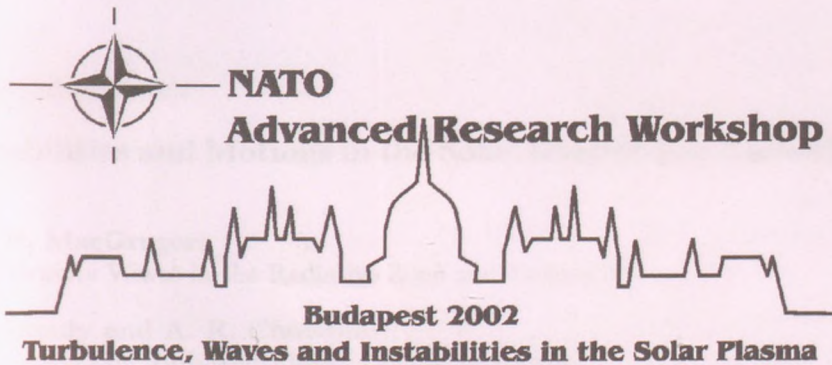 NATO
Advanced Research Workshop
Budapest 2002
Turbulence, Waves and Instabilities in the Solar Plasma